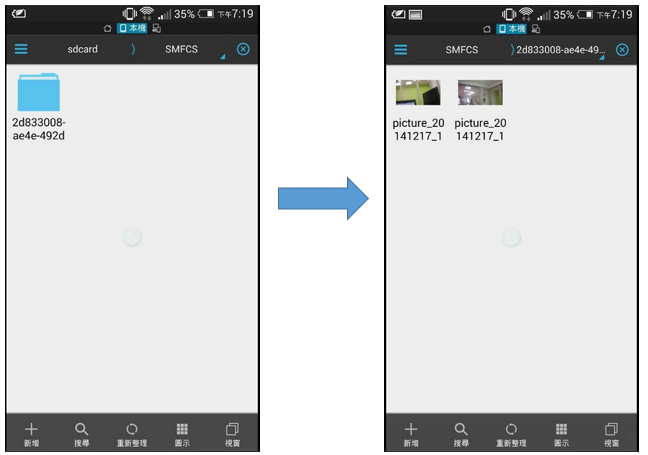 35% 下午7:19
本機
sdcard 〉 SMFCS
2d833008-
ae4e-492d
新增 搜尋 重新整理 圖示 視窗
35% 下午7:19
本機
SMFCS 〉2d833008-ae4e-49...
picture_20 picture_20
141217_1 141217_1
新增 搜尋 重新整理 圖示 視窗